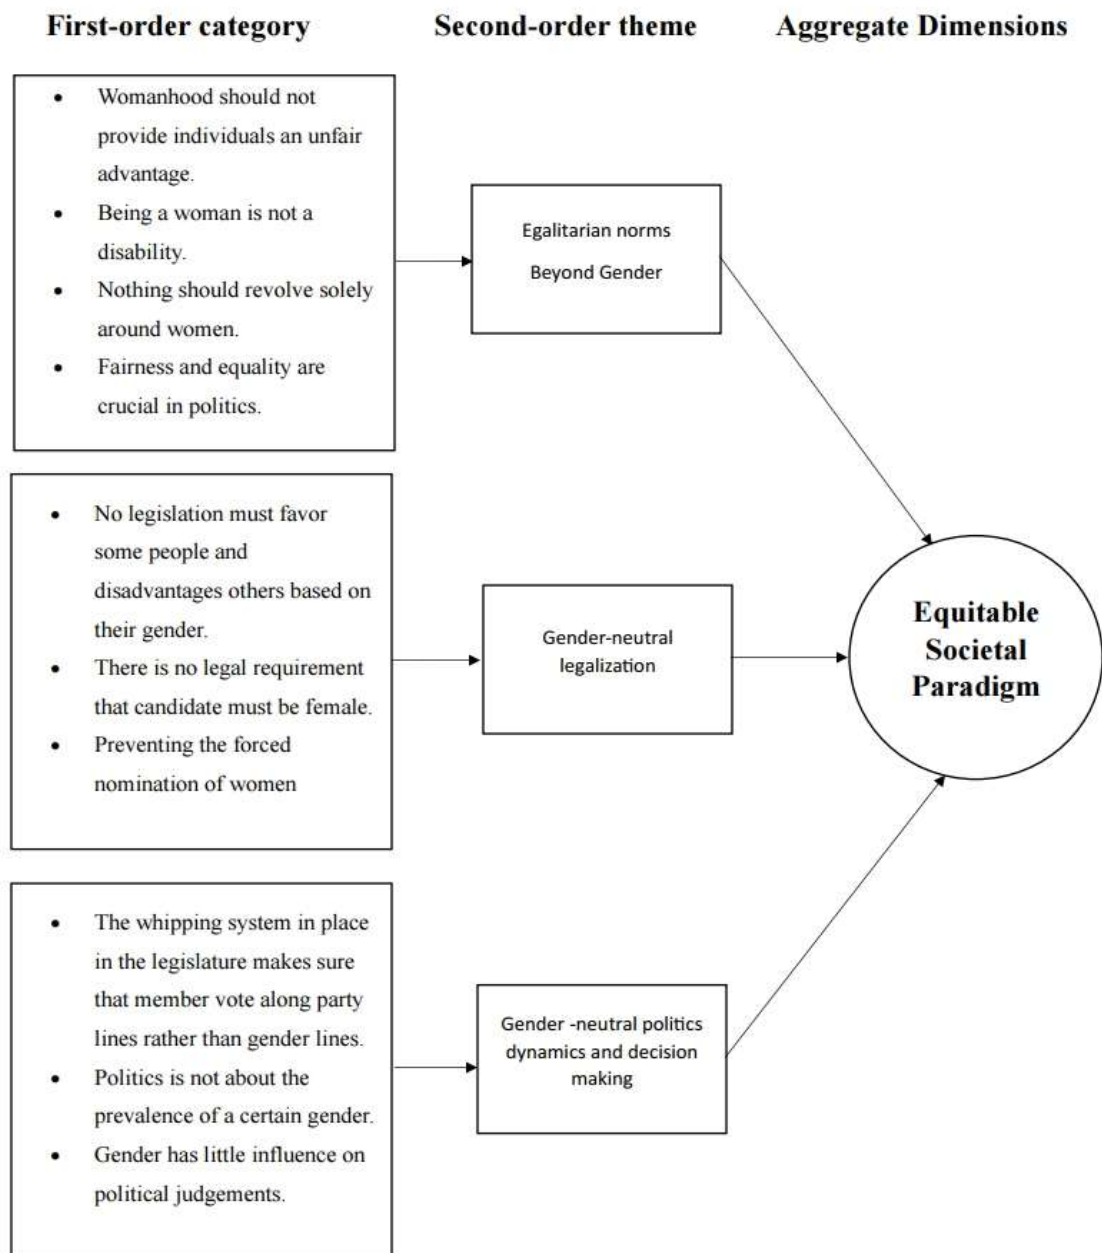 First-order category
Second-order theme
Aggregate Dimensions
• Womanhood should not
provide individuals an unfair
advantage.
• Being a woman is not a
disability.
• Nothing should revolve solely
around women.
• Fairness and equality are
crucial in politics.
Egalitarian norms
Beyond Gender
• No legislation must favor
some people and
disadvantages others based on
their gender.
• There is no legal requirement
that candidate must be female.
• Preventing the forced
nomination of women
Gender-neutral
legalization
Equitable
Societal
Paradigm
• The whipping system in place
in the legislature makes sure
that member vote along party
lines rather than gender lines.
• Politics is not about the
prevalence of a certain gender.
• Gender has little influence on
political judgements.
Gender -neutral politics
dynamics and decision
making